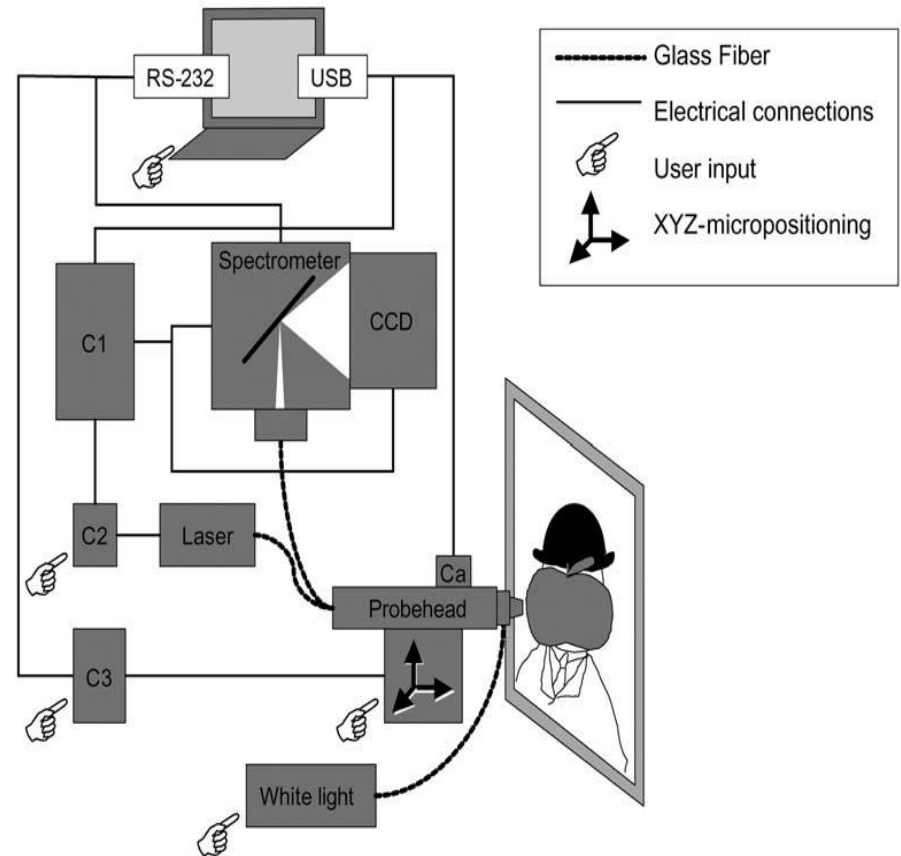 RS-232
USB
Glass Fiber
Electrical connections
User input
XYZ-micropositioning
Spectrometer
CCD
C1
C2
Laser
Ca
Probehead
C3
White light